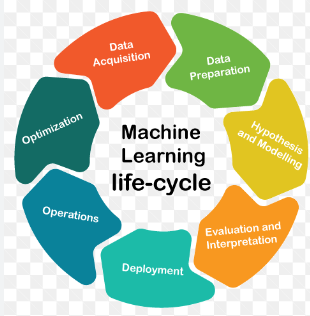 Data
Acquisition
Data
Preparation
Hypothesis
and Modelling
Evaluation and
Interpretation
Deployment
Operations
Optimization
Machine
Learning
life-cycle